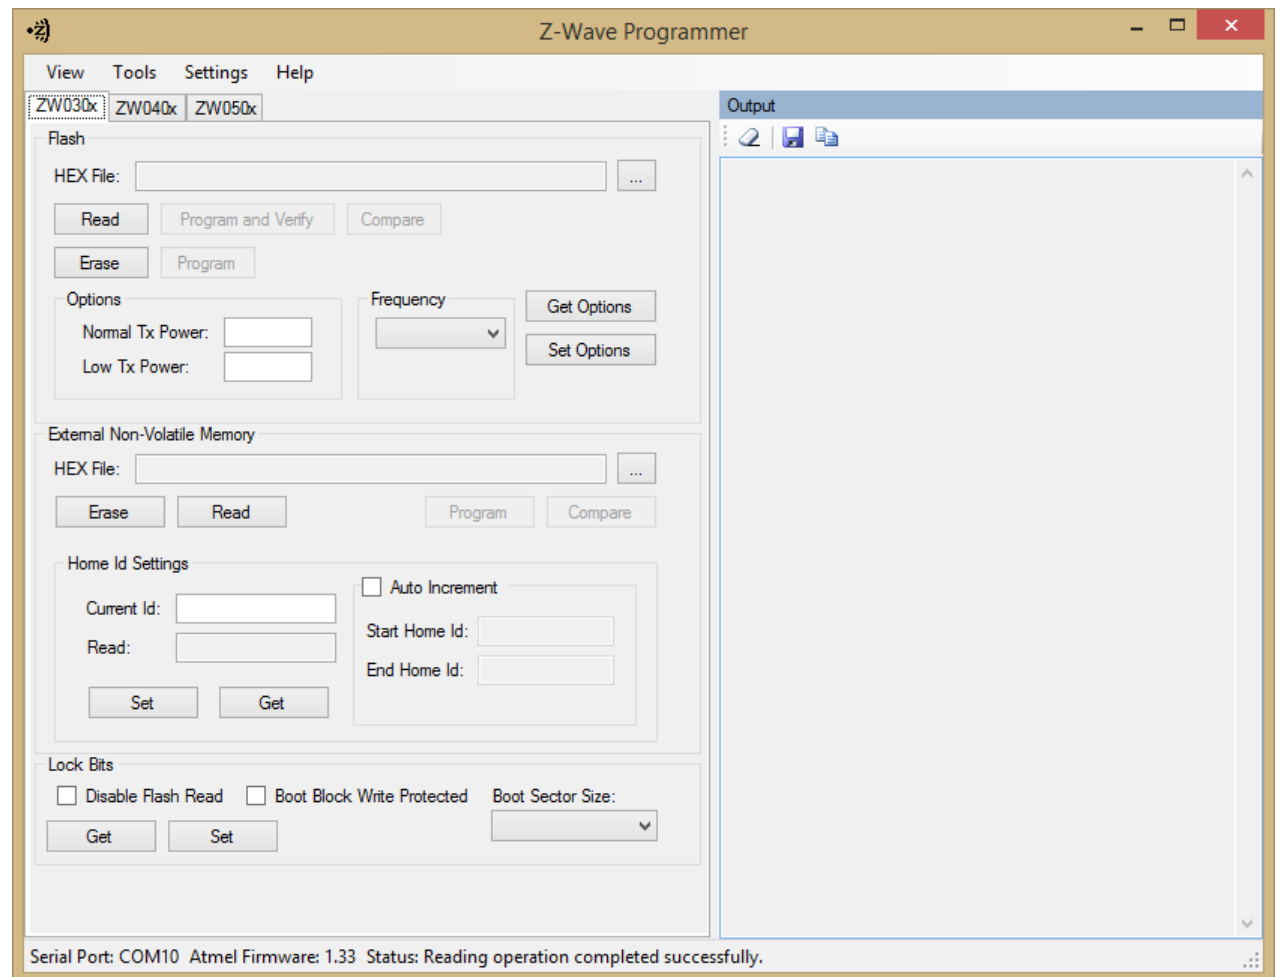 Z-Wave Programmer
View Tools Settings Help
ZW030x ZW040x ZW050x
Output
Flash
HEX File: ...
Read Program and Verify Compare
Erase Program
Options
Normal Tx Power:
Low Tx Power:
Frequency
Get Options
Set Options
External Non-Volatile Memory
HEX File: ...
Erase Read Program Compare
Home Id Settings
Current Id:
Read:
Set Get
Auto Increment
Start Home Id:
End Home Id:
Lock Bits
Disable Flash Read Boot Block Write Protected Boot Sector Size:
Get Set
Serial Port: COM10 Atmel Firmware: 1.33 Status: Reading operation completed successfully.